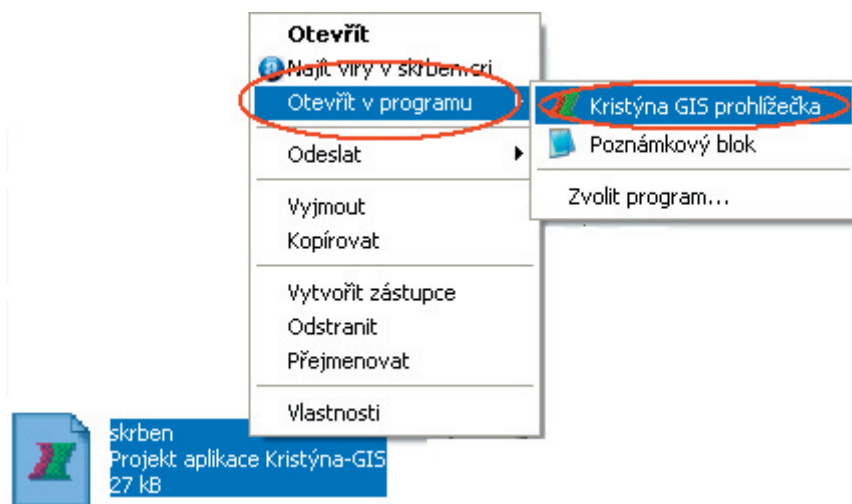 Otevřít
Najít viry v skrben.cri
Otevřít v programu
Kristýna GIS prohlížečka
Poznámkový blok
Zvolit program...
Odeslat
Vyjmout
Kopírovat
Vytvořit zástupce
Odstranit
Přejmenovat
Vlastnosti
skrben
Projekt aplikace Kristýna-GIS
27 kB